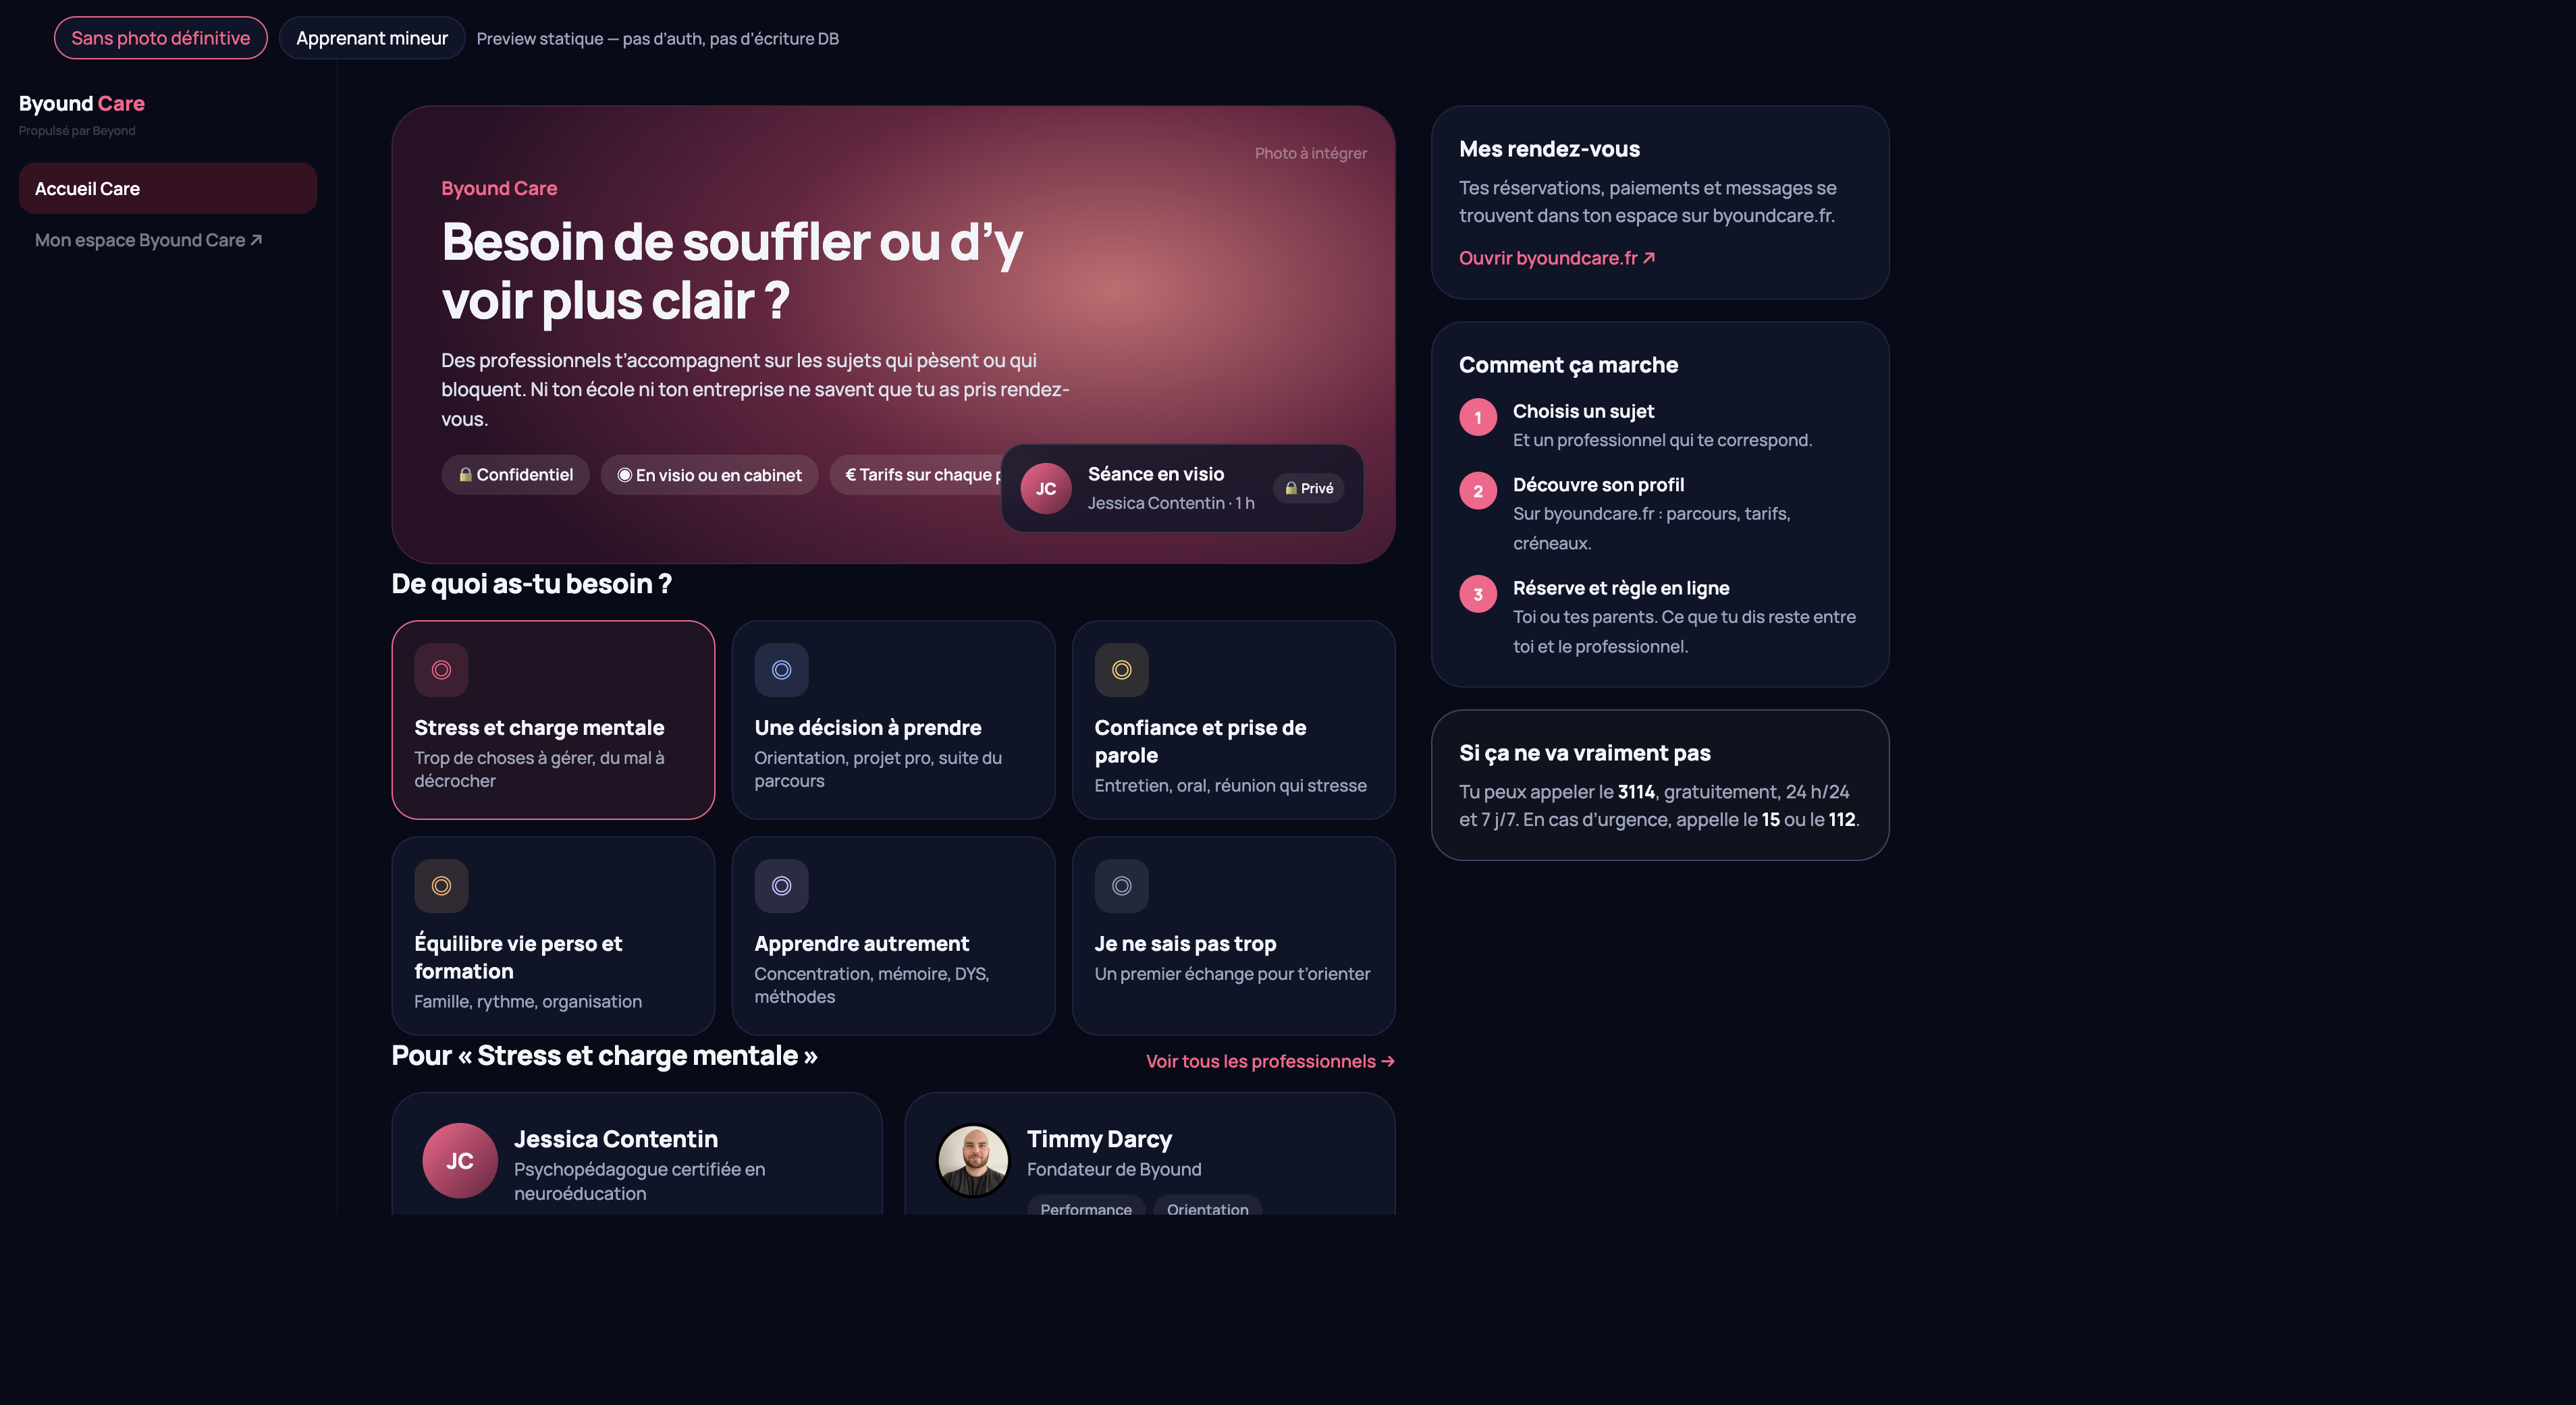 Sans photo définitive
Apprenant mineur
Preview statique — pas d’auth, pas d’écriture DB
Byound Care
Propulsé par Beyond
Accueil Care
Mon espace Byound Care ↗
Photo à intégrer
Byound Care
Besoin de souffler ou d’y
voir plus clair ?
Des professionnels t’accompagnent sur les sujets qui pèsent ou qui
bloquent. Ni ton école ni ton entreprise ne savent que tu as pris rendez-
vous.
🔒 Confidentiel
◉ En visio ou en cabinet
€ Tarifs sur chaque
JC
Séance en visio
Jessica Contentin · 1 h
🔒 Privé
De quoi as-tu besoin ?
Stress et charge mentale
Trop de choses à gérer, du mal à
décrocher
Une décision à prendre
Orientation, projet pro, suite du
parcours
Confiance et prise de
parole
Entretien, oral, réunion qui stresse
Équilibre vie perso et
formation
Famille, rythme, organisation
Apprendre autrement
Concentration, mémoire, DYS,
méthodes
Je ne sais pas trop
Un premier échange pour t’orienter
Pour « Stress et charge mentale »
Voir tous les professionnels →
JC
Jessica Contentin
Psychopédagogue certifiée en
neuroéducation
Timmy Darcy
Fondateur de Byound
Performance
Orientation
Mes rendez-vous
Tes réservations, paiements et messages se
trouvent dans ton espace sur byoundcare.fr.
Ouvrir byoundcare.fr ↗
Comment ça marche
1
Choisis un sujet
Et un professionnel qui te correspond.
2
Découvre son profil
Sur byoundcare.fr : parcours, tarifs,
créneaux.
3
Réserve et règle en ligne
Toi ou tes parents. Ce que tu dis reste entre
toi et le professionnel.
Si ça ne va vraiment pas
Tu peux appeler le 3114, gratuitement, 24 h/24
et 7 j/7. En cas d’urgence, appelle le 15 ou le 112.